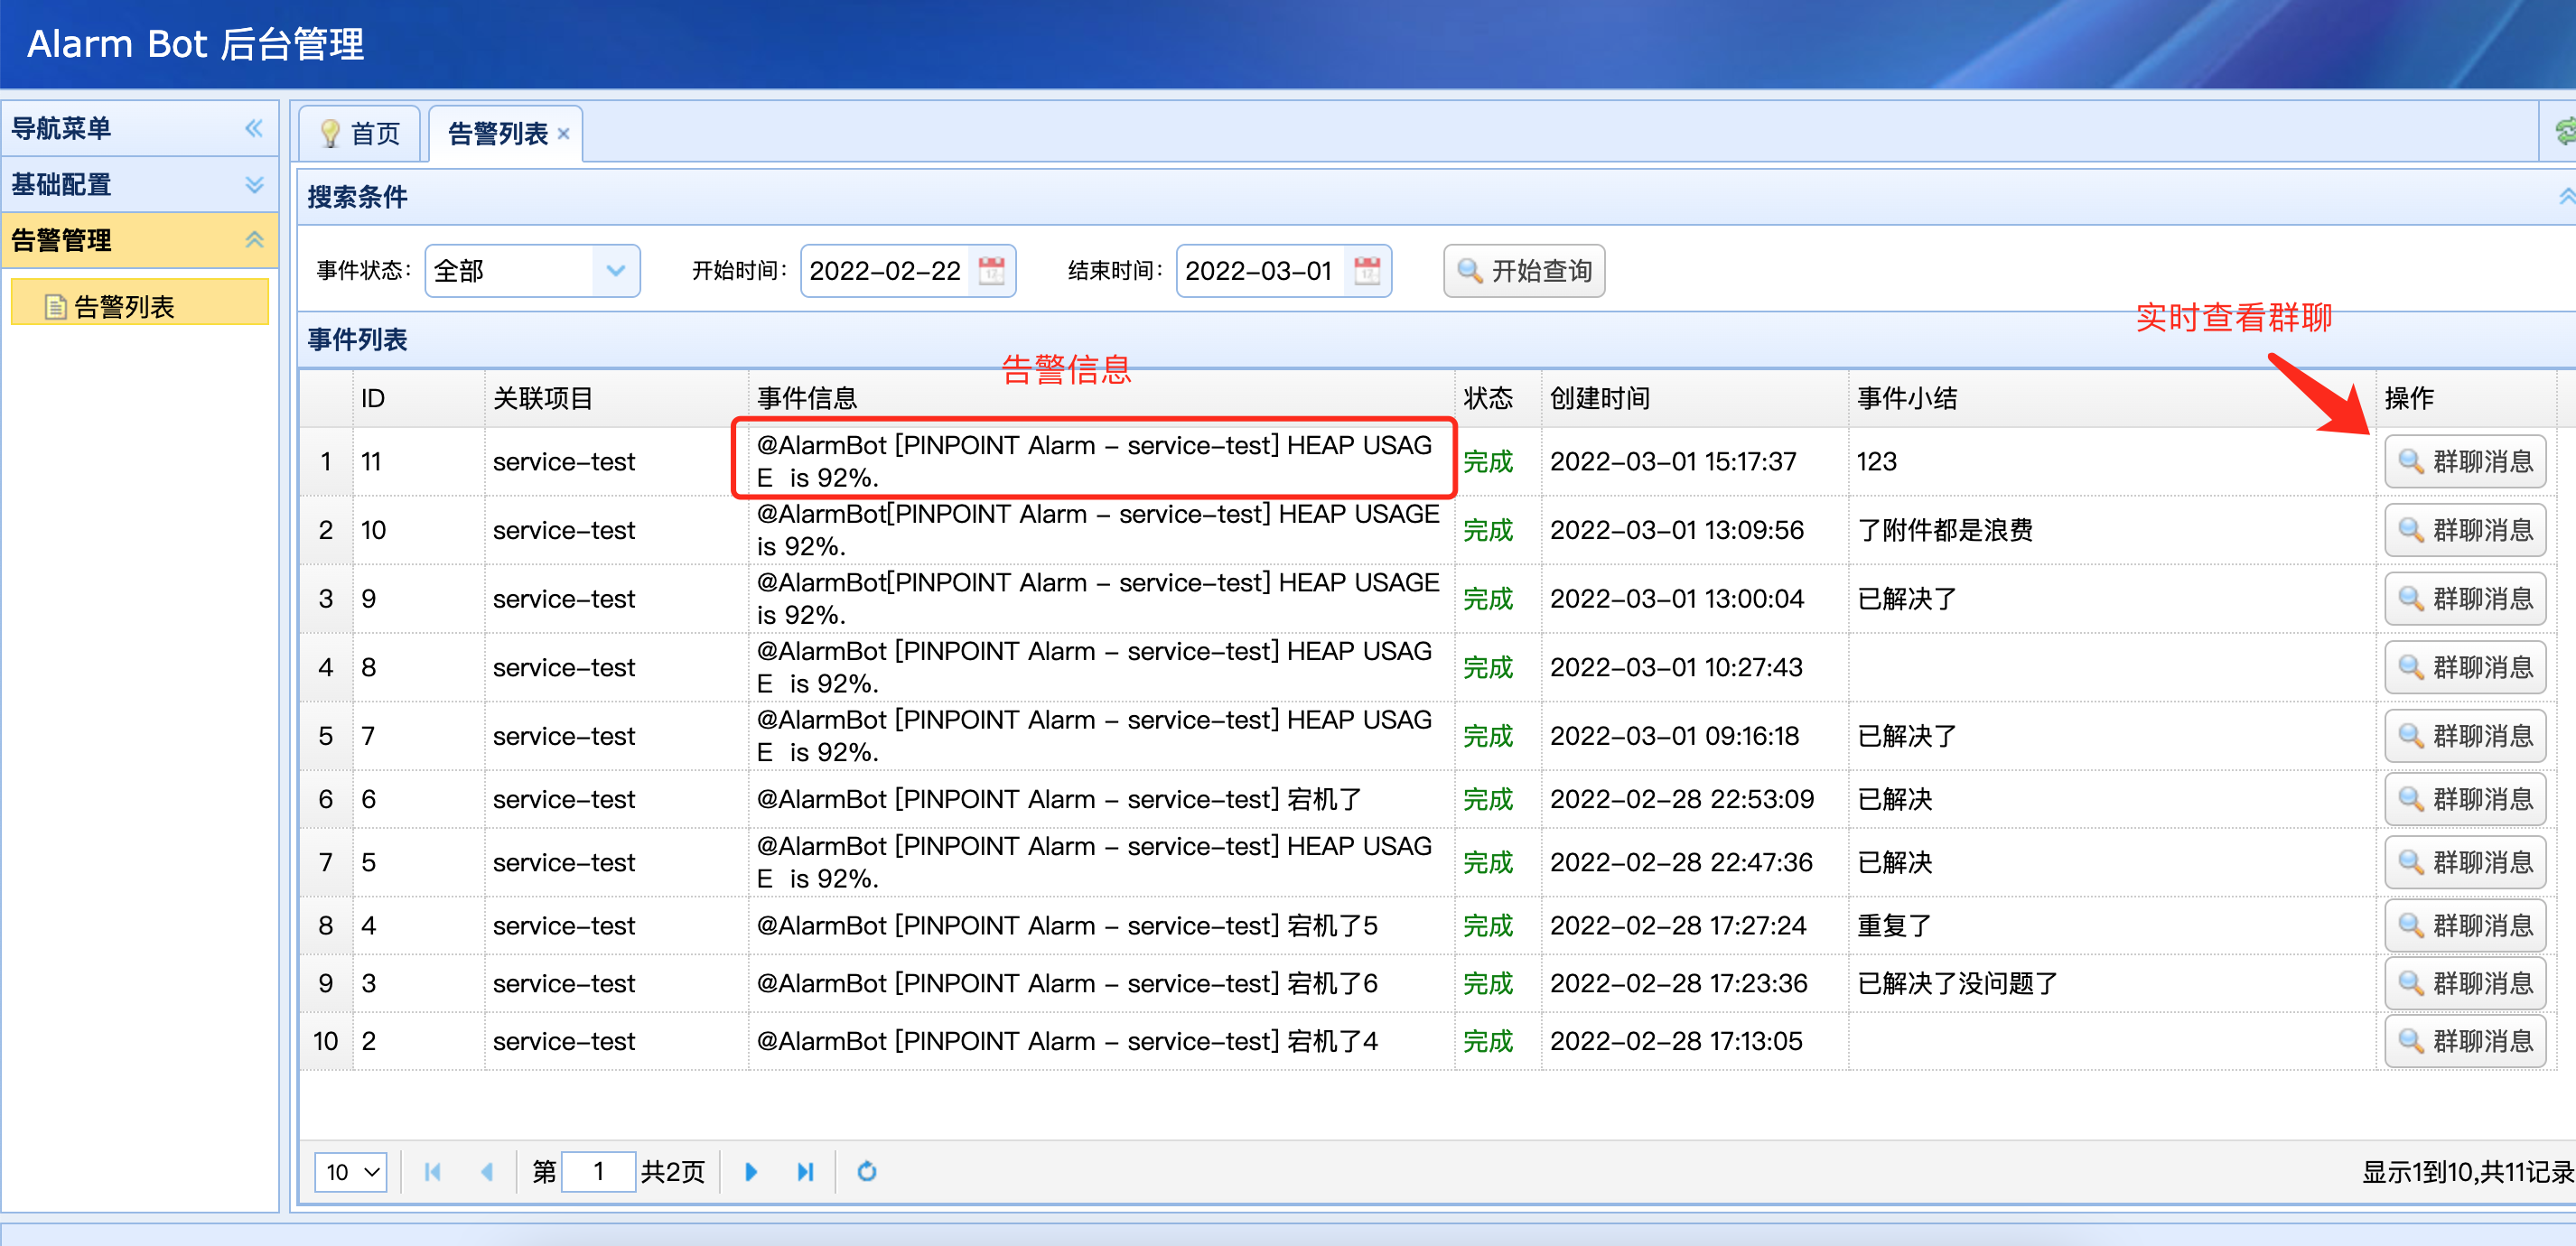 Alarm Bot 后台管理
导航菜单
基础配置
告警管理
告警列表
首页
告警列表
搜索条件
事件状态: 全部 开始时间: 2022-02-22 结束时间: 2022-03-01 开始查询
实时查看群聊
事件列表
告警信息
ID 关联项目 事件信息 状态 创建时间 事件小结 操作
1 11 service-test @AlarmBot [PINPOINT Alarm - service-test] HEAP USAG
E is 92%. 完成 2022-03-01 15:17:37 123 群聊消息
2 10 service-test @AlarmBot[PINPOINT Alarm - service-test] HEAP USAGE
is 92%. 完成 2022-03-01 13:09:56 了附件都是浪费 群聊消息
3 9 service-test @AlarmBot[PINPOINT Alarm - service-test] HEAP USAGE
is 92%. 完成 2022-03-01 13:00:04 已解决了 群聊消息
4 8 service-test @AlarmBot [PINPOINT Alarm - service-test] HEAP USAG
E is 92%. 完成 2022-03-01 10:27:43 群聊消息
5 7 service-test @AlarmBot [PINPOINT Alarm - service-test] HEAP USAG
E is 92%. 完成 2022-03-01 09:16:18 已解决了 群聊消息
6 6 service-test @AlarmBot [PINPOINT Alarm - service-test] 宕机了 完成 2022-02-28 22:53:09 已解决 群聊消息
7 5 service-test @AlarmBot [PINPOINT Alarm - service-test] HEAP USAG
E is 92%. 完成 2022-02-28 22:47:36 已解决 群聊消息
8 4 service-test @AlarmBot [PINPOINT Alarm - service-test] 宕机了5 完成 2022-02-28 17:27:24 重复了 群聊消息
9 3 service-test @AlarmBot [PINPOINT Alarm - service-test] 宕机了6 完成 2022-02-28 17:23:36 已解决了没问题了 群聊消息
10 2 service-test @AlarmBot [PINPOINT Alarm - service-test] 宕机了4 完成 2022-02-28 17:13:05 群聊消息
10 第 1 共2页 显示1到10,共11记录